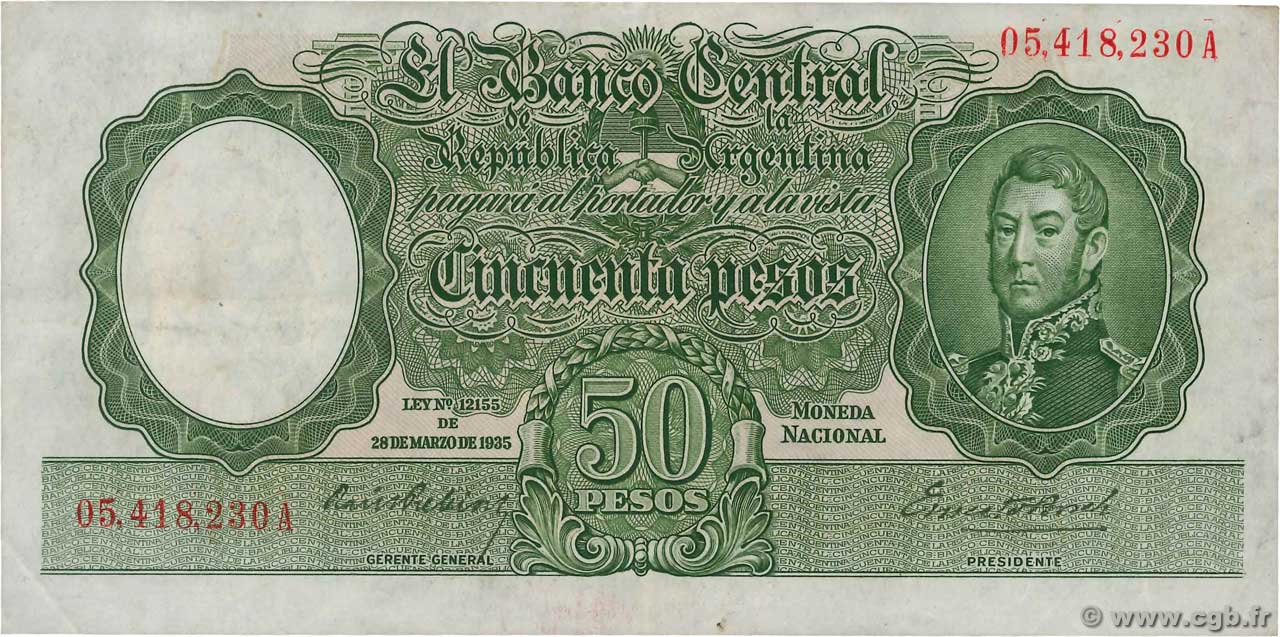 05,418,230 A
El Banco Central
de la
República Argentina
pagará al portador y a la vista
Cincuenta pesos
LEY Nº. 12155
DE
28 DE MARZO DE 1935
50
PESOS
MONEDA
NACIONAL
05,418,230 A
GERENTE GENERAL
PRESIDENTE
© www.cgb.fr